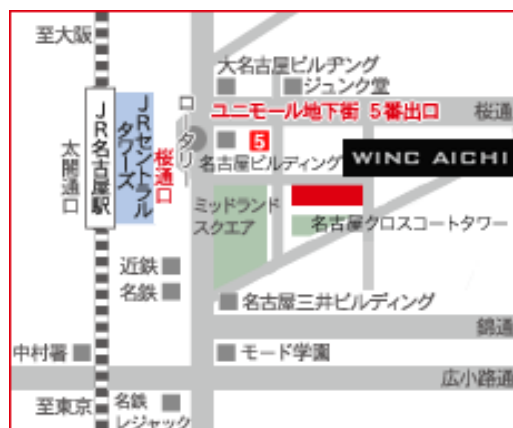 至大阪
大名古屋ビルヂング
ジュンク堂
ユニモール地下街 5番出口
桜通
ロータリー
JR名古屋駅
JRセントラル
タワーズ
桜通口
太閤通口
5
名古屋ビルディング
WINC AICHI
ミッドランド
スクエア
名古屋クロスコートタワー
近鉄
名鉄
名古屋三井ビルディング
錦通
中村署
モード学園
広小路通
至東京
名鉄
レジャック